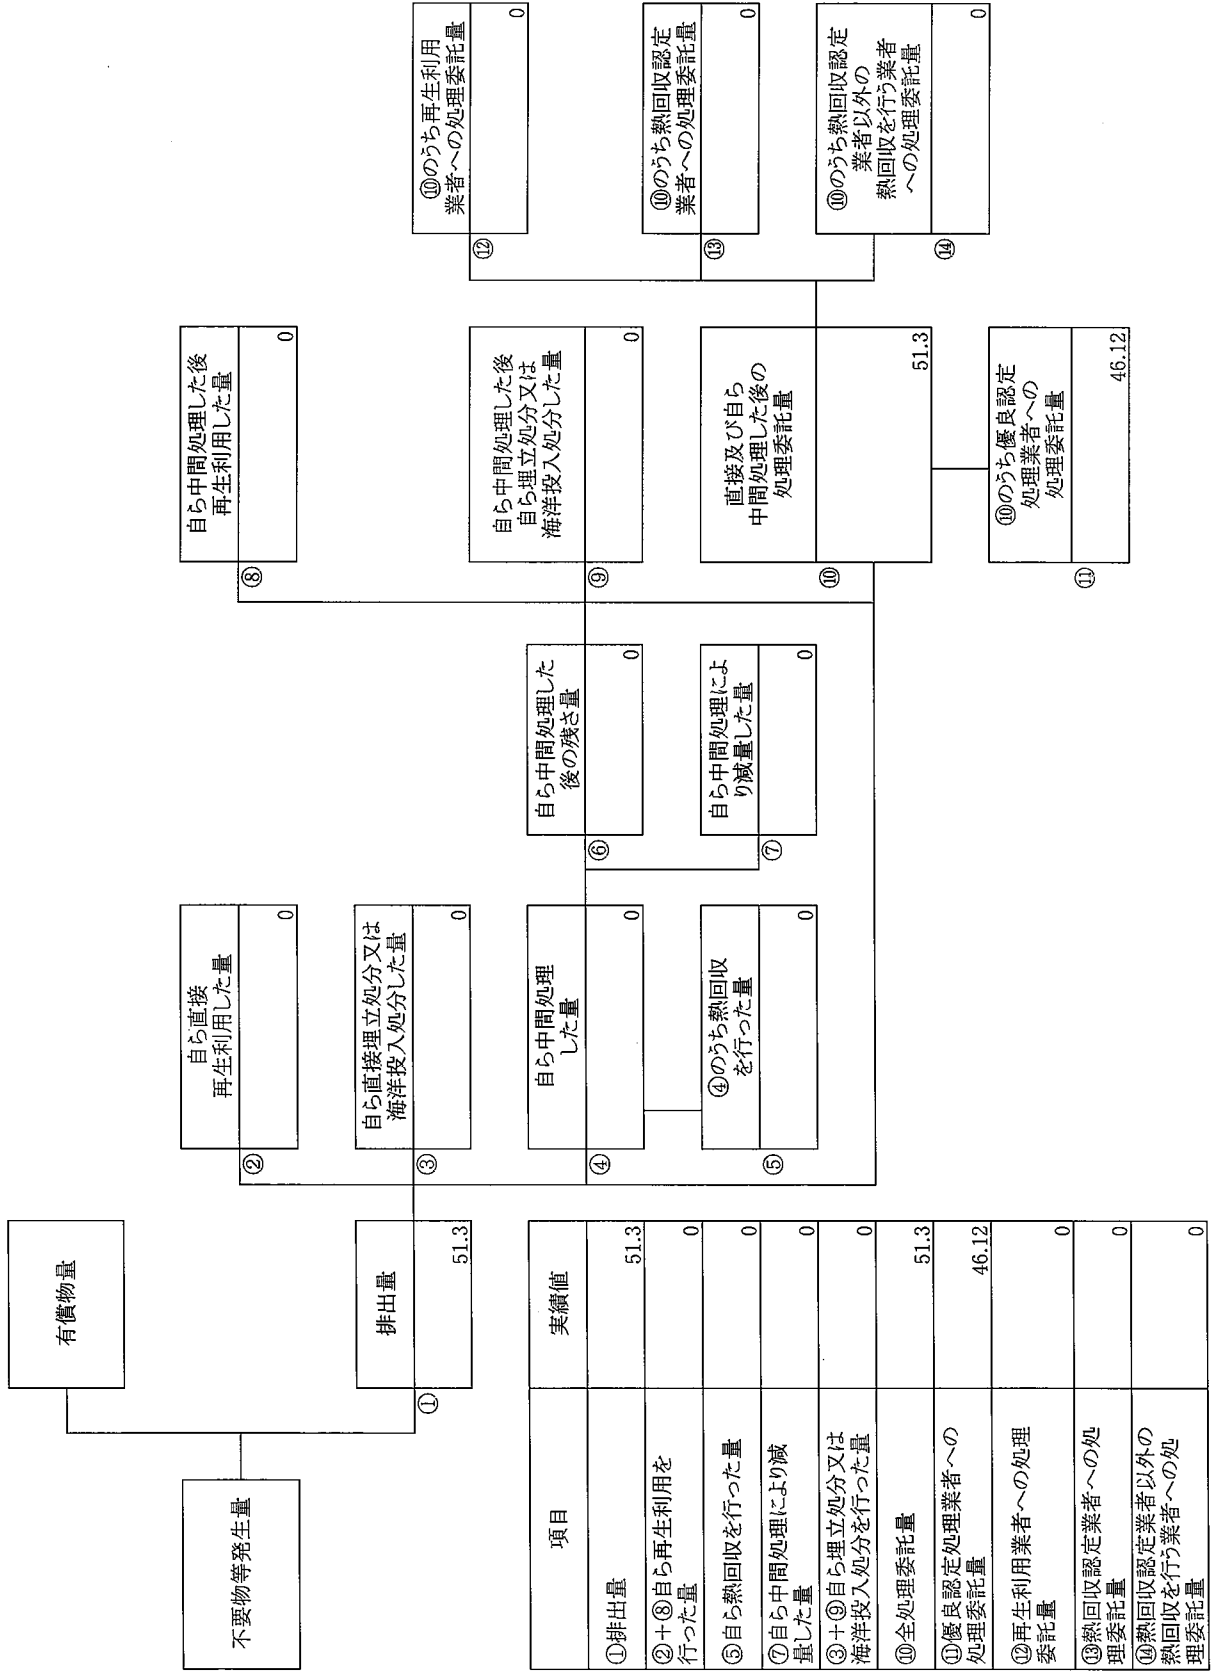 不要物等発生量
有償物量
①
排出量
51.3
②
自ら直接
再生利用した量
0
③
自ら直接埋立処分又は
海洋投入処分した量
0
④
自ら中間処理
した量
0
⑤
④のうち熱回収
を行った量
0
⑥
自ら中間処理した
後の残さ量
0
⑦
自ら中間処理によ
り減量した量
0
⑧
自ら中間処理した後
再生利用した量
0
⑨
自ら中間処理した後
自ら埋立処分又は
海洋投入処分した量
0
⑩
直接及び自ら
中間処理した後の
処理委託量
51.3
⑪
⑩のうち優良認定
処理業者への
処理委託量
46.12
⑫
⑩のうち再生利用
業者への処理委託量
0
⑬
⑩のうち熱回収認定
業者への処理委託量
0
⑭
⑩のうち熱回収認定
業者以外の
熱回収を行う業者
への処理委託量
0
項目 実績値
①排出量 51.3
②+⑧自ら再生利用を
行った量 0
⑤自ら熱回収を行った量 0
⑦自ら中間処理により減
量した量 0
③+⑨自ら埋立処分又は
海洋投入処分を行った量 0
⑩全処理委託量 51.3
⑪優良認定処理業者への
処理委託量 46.12
⑫再生利用業者への処理
委託量 0
⑬熱回収認定業者への処
理委託量 0
⑭熱回収認定業者以外の
熱回収を行う業者への処
理委託量 0